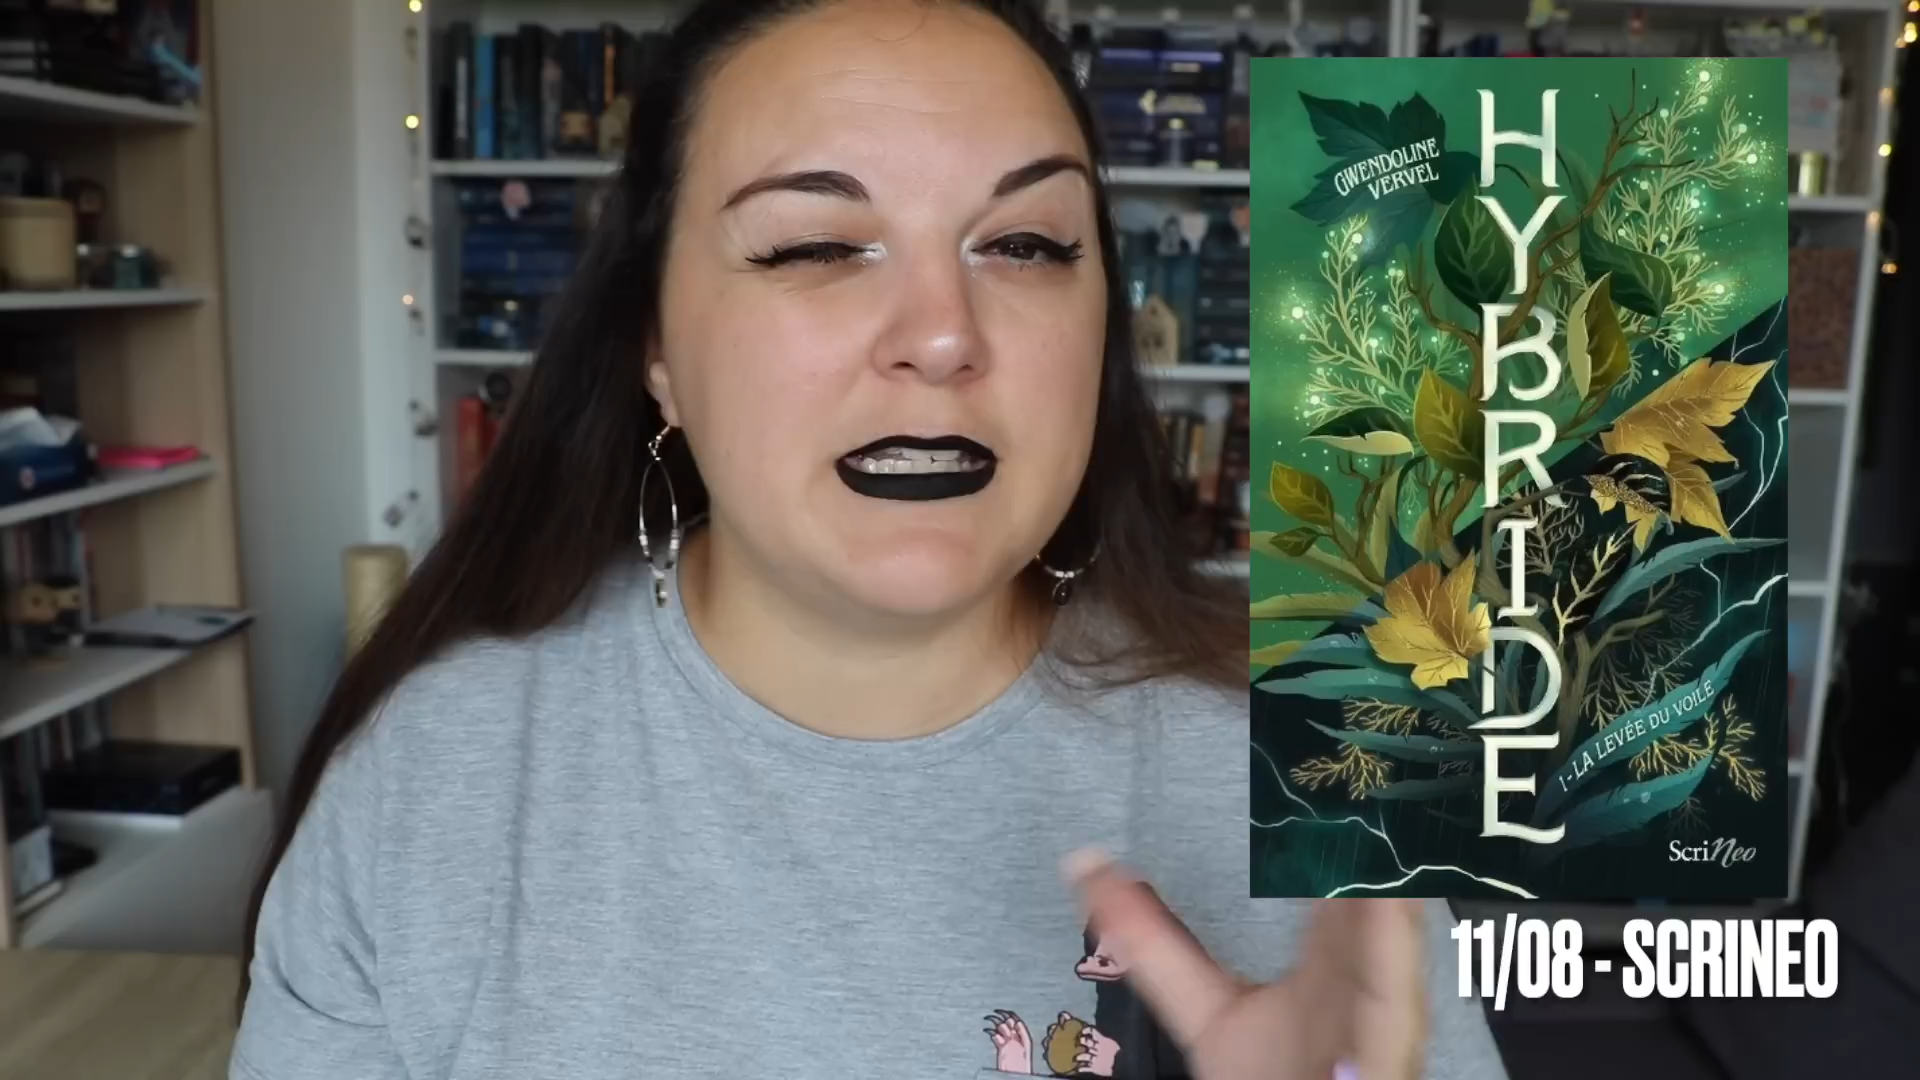 GWENDOLINE
VERVEL
HYBRIDE
1 - LA LEVÉE DU VOILE
ScriNeo
11/08 - SCRINEO